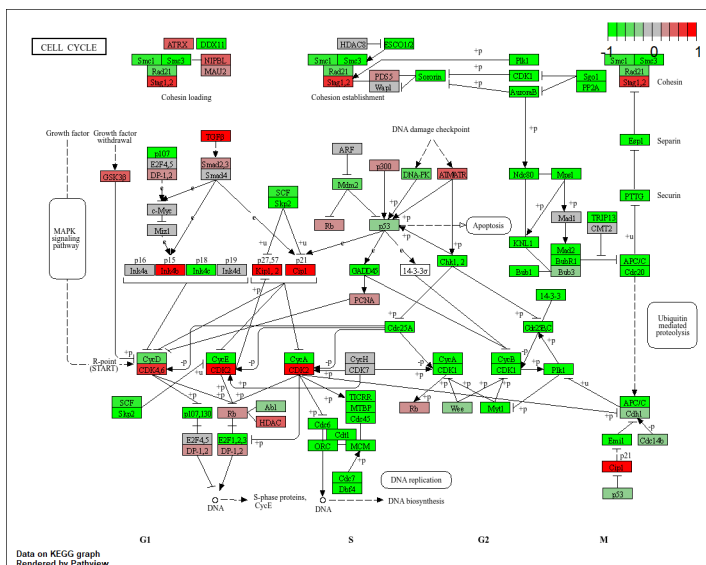 CELL CYCLE
-1 0 1
ATRX DDX11
Smc1 Smc3 NIPBL
Rad21 MAU2
Stag1,2
Cohesin loading
HDAC8 ESCO1/2
Smc1 Smc3
Rad21 PDS5
Stag1,2 Wapl Sororin
Cohesion establishment
+p
Plk1
CDK1
AuroraB
Sgo1
PP2A
Smc1 Smc3
Rad21
Stag1,2
Cohesin
Growth factor
Growth factor
withdrawal
TGFβ
GSK3β
p107
E2F4,5
DP-1,2
Smad2,3
Smad4
c-Myc
Miz1
SCF
Skp2
ARF
Mdm2
p300
DNA damage checkpoint
DNA-PK
ATMATR
Rb
p53
Apoptosis
Ndc80
Mps1
KNL1
Mad1
Mad2
BubR1
Bub3
Bub1
TRIP13
CMT2
Esp1
Separin
PTTG
Securin
APC/C
Cdc20
MAPK
signaling
pathway
p16 p15 p18 p19
Ink4a Ink4b Ink4c Ink4d
p27,57 p21
Kip1, 2 Cip1
GADD45
14-3-3σ
Chk1, 2
PCNA
14-3-3
Cdc25A
Cdc25B,C
Ubiquitin
mediated
proteolysis
R-point
(START)
CycD
CDK4,6
CycE
CDK2
CycA
CDK2
CycH
CDK7
CycA
CDK1
CycB
CDK1
Plk1
SCF
Skp2
p107,130
Rb
Abl
HDAC
E2F4,5
DP-1,2
E2F1,2,3
DP-1,2
Cdc6
ORC
TICRR
MTBP
Cdc45
Cdt1
MCM
Cdc7
Dbf4
Rb
Wee
Myt1
APC/C
Cdh1
Emi1
Cdc14b
p21
Cip1
p53
DNA replication
DNA
S-phase proteins,
CycE
DNA
DNA biosynthesis
G1 S G2 M
Data on KEGG graph
Rendered by Pathview